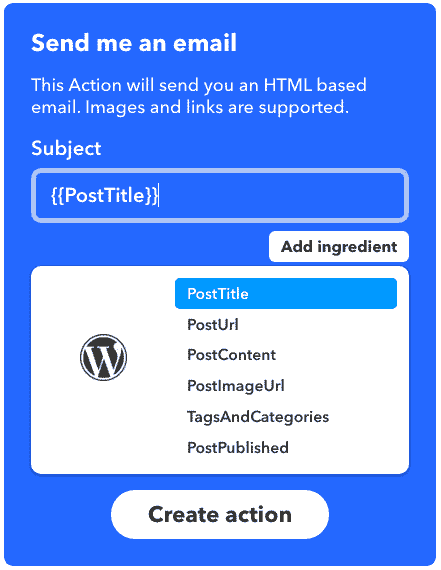 Send me an email
This Action will send you an HTML based
email. Images and links are supported.
Subject
{{PostTitle}}
Add ingredient
PostTitle
PostUrl
PostContent
PostImageUrl
TagsAndCategories
PostPublished
Create action